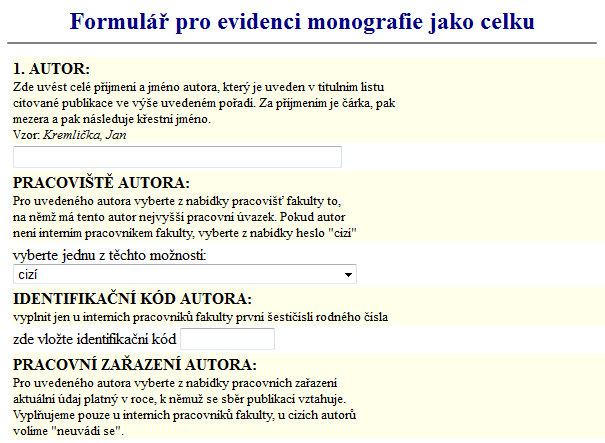 Formulář pro evidenci monografie jako celku
1. AUTOR:
Zde uvést celé příjmení a jméno autora, který je uveden v titulním listu
citované publikace ve výše uvedeném pořadí. Za příjmením je čárka, pak
mezera a pak následuje křestní jméno.
Vzor: Kremlička, Jan
PRACOVIŠTĚ AUTORA:
Pro uvedeného autora vyberte z nabídky pracovišť fakulty to,
na němž má tento autor nejvyšší pracovní úvazek. Pokud autor
není interním pracovníkem fakulty, vyberte z nabídky heslo "cizí"
vyberte jednu z těchto možností:
cizí
IDENTIFIKAČNÍ KÓD AUTORA:
vyplnit jen u interních pracovníků fakulty první šestičíslí rodného čísla
zde vložte identifikační kód
PRACOVNÍ ZAŘAZENÍ AUTORA:
Pro uvedeného autora vyberte z nabídky pracovních zařazení
aktuální údaj platný v roce, k němuž se sběr publikací vztahuje.
Vyplňujeme pouze u interních pracovníků fakulty, u cizích autorů
volíme "neuvádí se".